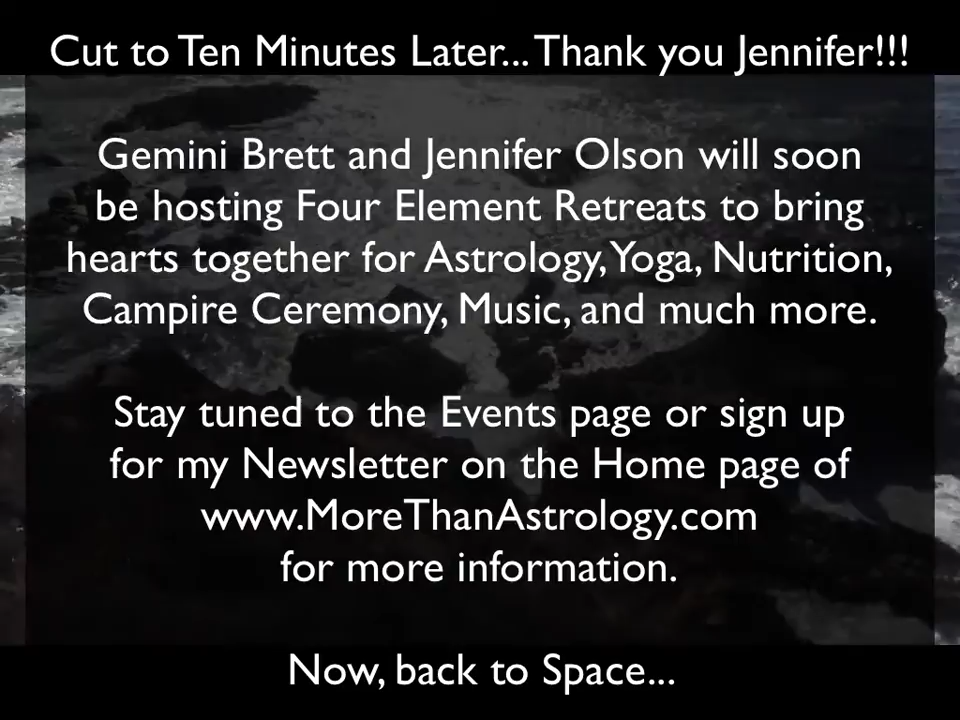 Cut to Ten Minutes Later... Thank you Jennifer!!!
Gemini Brett and Jennifer Olson will soon
be hosting Four Element Retreats to bring
hearts together for Astrology, Yoga, Nutrition,
Campire Ceremony, Music, and much more.
Stay tuned to the Events page or sign up
for my Newsletter on the Home page of
www.MoreThanAstrology.com
for more information.
Now, back to Space...